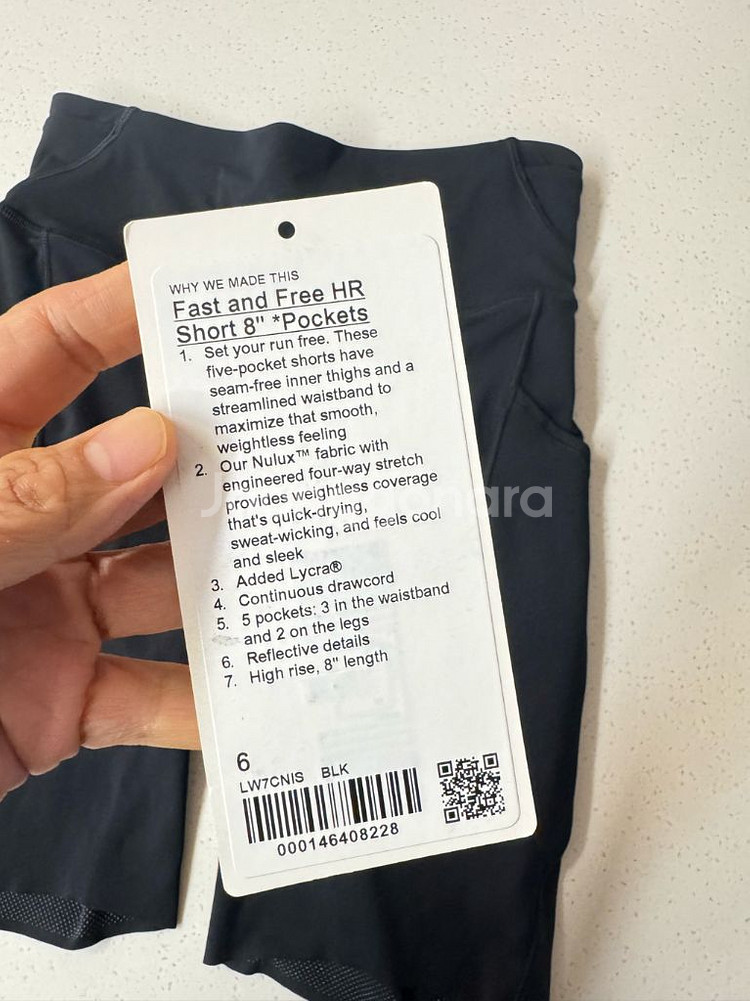 WHY WE MADE THIS
Fast and Free HR
Short 8" *Pockets
1. Set your run free. These
five-pocket shorts have
seam-free inner thighs and a
streamlined waistband to
maximize that smooth,
weightless feeling
2. Our Nulux™ fabric with
engineered four-way stretch
provides weightless coverage
that's quick-drying,
sweat-wicking, and feels cool
and sleek
3. Added Lycra®
4. Continuous drawcord
5. 5 pockets: 3 in the waistband
and 2 on the legs
6. Reflective details
7. High rise, 8" length
6
LW7CNIS BLK
000146408228